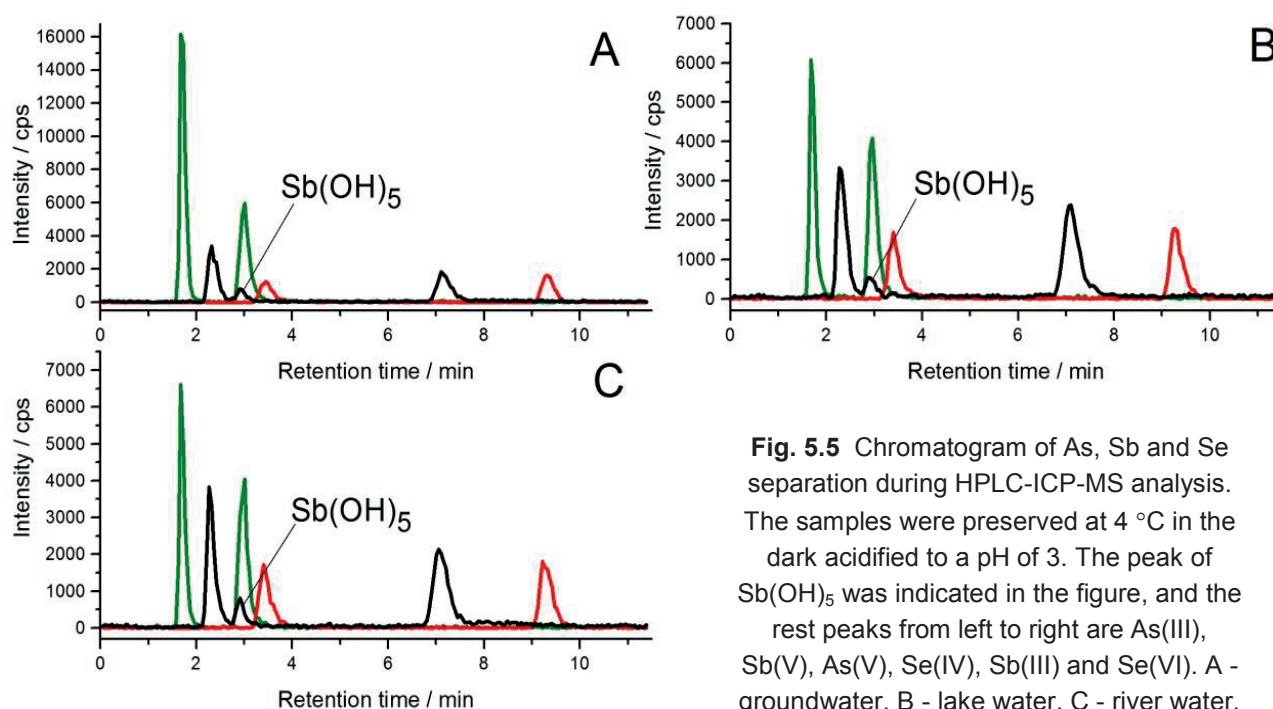 A
Intensity / cps
16000
14000
12000
10000
8000
6000
4000
2000
0
Sb(OH)5
0 2 4 6 8 10
Retention time / min
B
Intensity / cps
7000
6000
5000
4000
3000
2000
1000
0
Sb(OH)5
0 2 4 6 8 10
Retention time / min
C
Intensity / cps
7000
6000
5000
4000
3000
2000
1000
0
Sb(OH)5
0 2 4 6 8 10
Retention time / min
Fig. 5.5 Chromatogram of As, Sb and Se
separation during HPLC-ICP-MS analysis.
The samples were preserved at 4 °C in the
dark acidified to a pH of 3. The peak of
Sb(OH)5 was indicated in the figure, and the
rest peaks from left to right are As(III),
Sb(V), As(V), Se(IV), Sb(III) and Se(VI). A -
groundwater, B - lake water, C - river water.